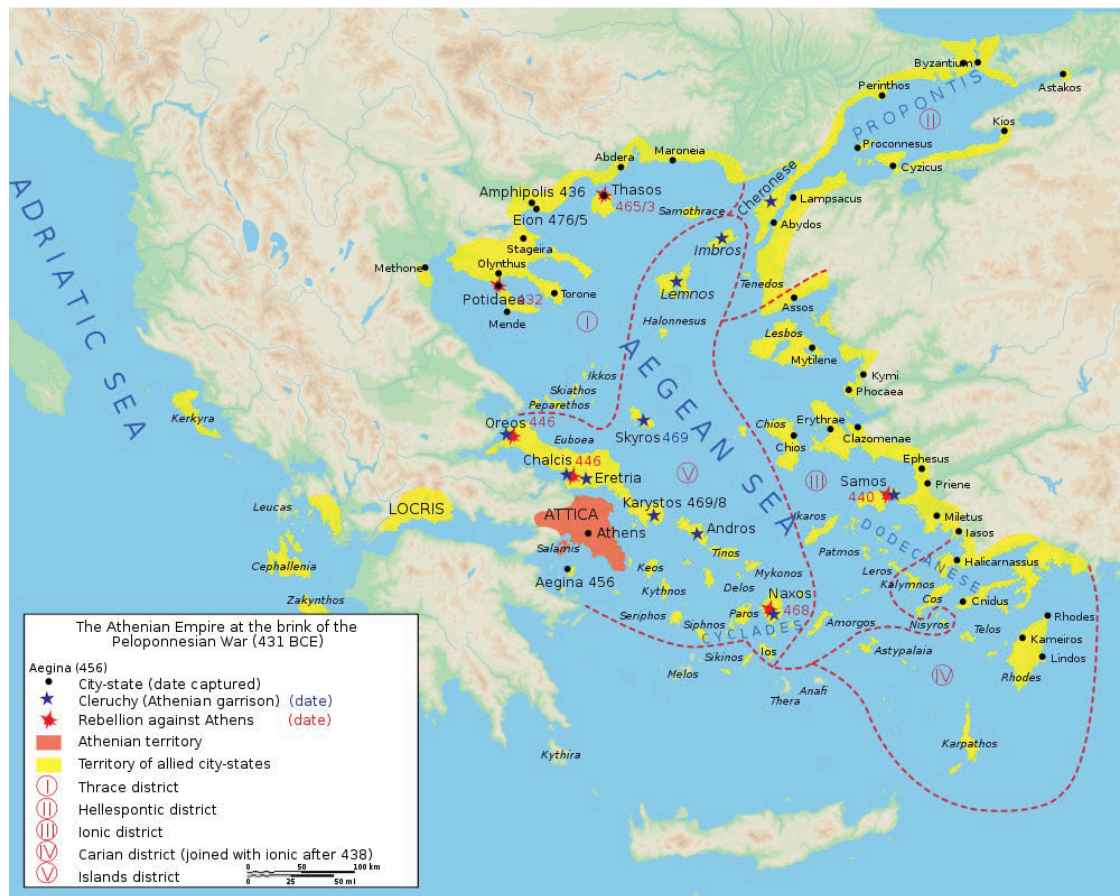 Byzantium
Astakos
Perinthos
PROPONTIS
II
Kios
Proconnesus
Cyzicus
Maroneia
Abdera
Amphipolis 436
Thasos
465/3
Eion 476/5
Samothrace
Cheronese
Lampsacus
Abydos
Imbros
Stageira
Methone
Olynthus
Potidaea 432
Torone
Mende
Lemnos
Tenedos
Assos
I
Halonnesus
Lesbos
Mytilene
ADRIATIC SEA
AEGEAN SEA
Ikkos
Skiathos
Peparethos
Kymi
Phocaea
Kerkyra
Oreos 446
Euboea
Skyros 469
Chios
Chios
Erythrae
Clazomenae
Chalcis 446
Eretria
V
III
Ephesus
Priene
Samos
440
Leucas
LOCRIS
ATTICA
Athens
Karystos 469/8
Andros
Ikaros
Miletus
Iasos
Salamis
Tinos
Patmos
DODECANESE
Cephallenia
Aegina 456
Keos
Mykonos
Leros
Halicarnassus
Kythnos
Delos
Kalymnos
Zakynthos
Naxos
468
Cos
Cnidus
Seriphos
Paros
Siphnos
CYCLADES
Amorgos
Nisyros
Telos
Rhodes
Kameiros
Lindos
Rhodes
Astypalaia
Ios
Sikinos
Melos
IV
Anafi
Thera
Karpathos
Kythira
The Athenian Empire at the brink of the
Peloponnesian War (431 BCE)
Aegina (456)
City-state (date captured)
Cleruchy (Athenian garrison) (date)
Rebellion against Athens (date)
Athenian territory
Territory of allied city-states
I Thrace district
II Hellespontic district
III Ionic district
IV Carian district (joined with ionic after 438)
V Islands district
0 50 100 km
0 25 50 ml